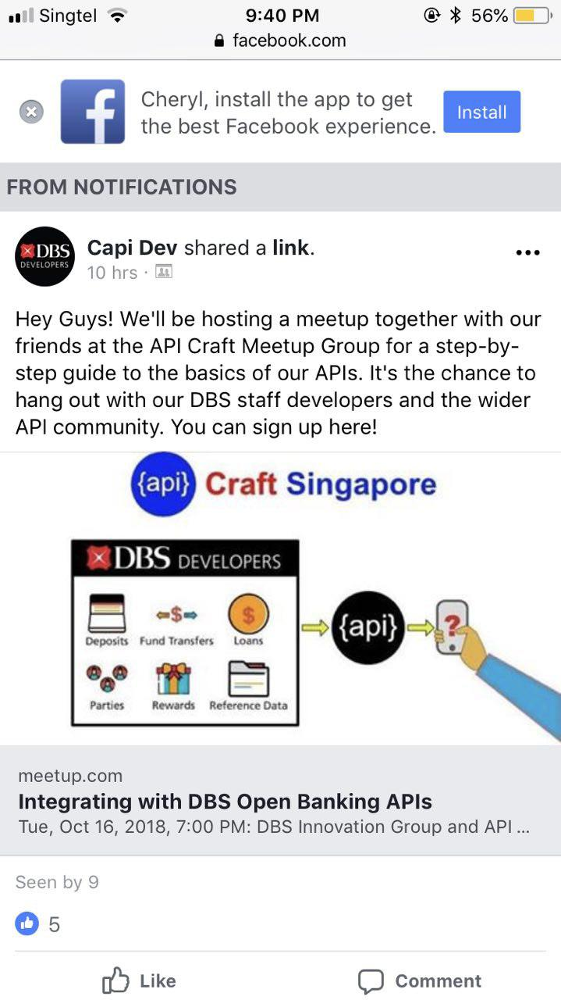 Singtel 9:40 PM 56%
facebook.com
f
Cheryl, install the app to get
the best Facebook experience.
Install
FROM NOTIFICATIONS
DBS
DEVELOPERS
Capi Dev shared a link.
10 hrs ·
Hey Guys! We'll be hosting a meetup together with our
friends at the API Craft Meetup Group for a step-by-
step guide to the basics of our APIs. It's the chance to
hang out with our DBS staff developers and the wider
API community. You can sign up here!
{api} Craft Singapore
DBS DEVELOPERS
$ $
Deposits Fund Transfers Loans
{api} ?
Parties Rewards Reference Data
meetup.com
Integrating with DBS Open Banking APIs
Tue, Oct 16, 2018, 7:00 PM: DBS Innovation Group and API ...
Seen by 9
5
Like Comment